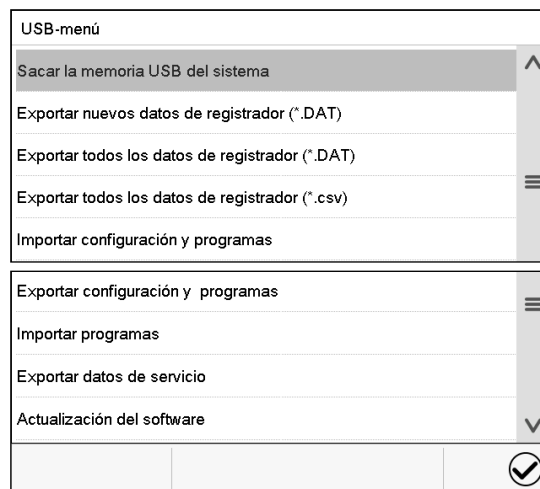 USB-menú
Sacar la memoria USB del sistema
Exportar nuevos datos de registrador (*.DAT)
Exportar todos los datos de registrador (*.DAT)
Exportar todos los datos de registrador (*.csv)
Importar configuración y programas
Exportar configuración y programas
Importar programas
Exportar datos de servicio
Actualización del software